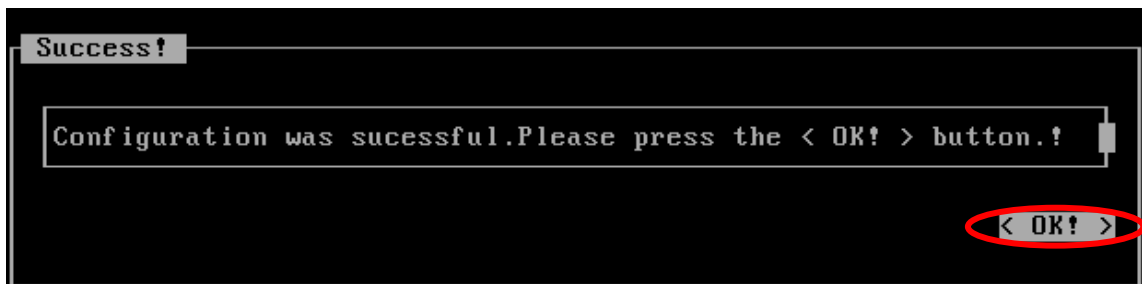 Success!
Configuration was sucessful.Please press the < OK! > button.!
< OK! >